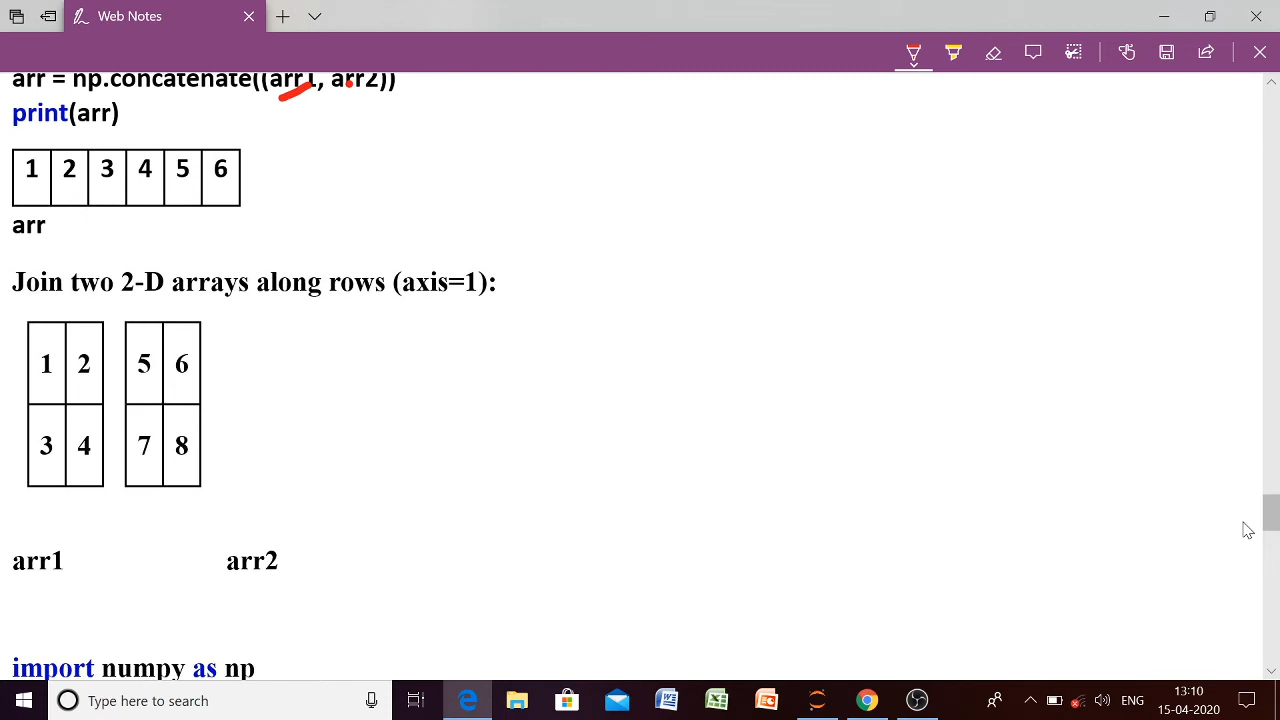 Web Notes
arr = np.concatenate((arr1, arr2))
print(arr)
1 2 3 4 5 6
arr
Join two 2-D arrays along rows (axis=1):
1 2 5 6
3 4 7 8
arr1 arr2
import numpy as np
Type here to search
ENG
13:10
15-04-2020